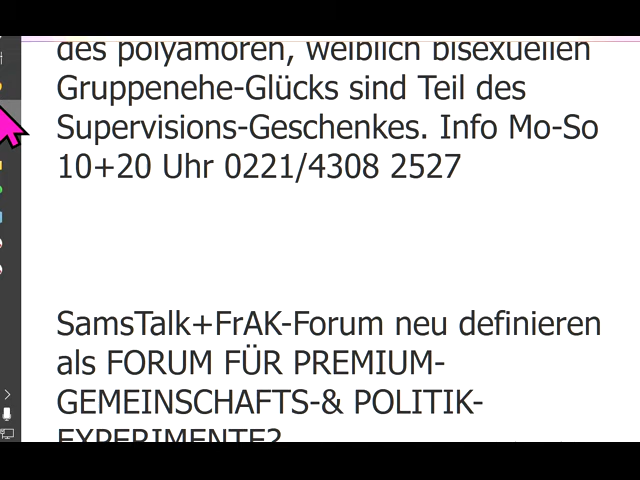 des polyamoren, weiblich bisexuellen
Gruppenehe-Glücks sind Teil des
Supervisions-Geschenkes. Info Mo-So
10+20 Uhr 0221/4308 2527
SamsTalk+FrAK-Forum neu definieren
als FORUM FÜR PREMIUM-
GEMEINSCHAFTS-& POLITIK-
EXPERIMENTE?